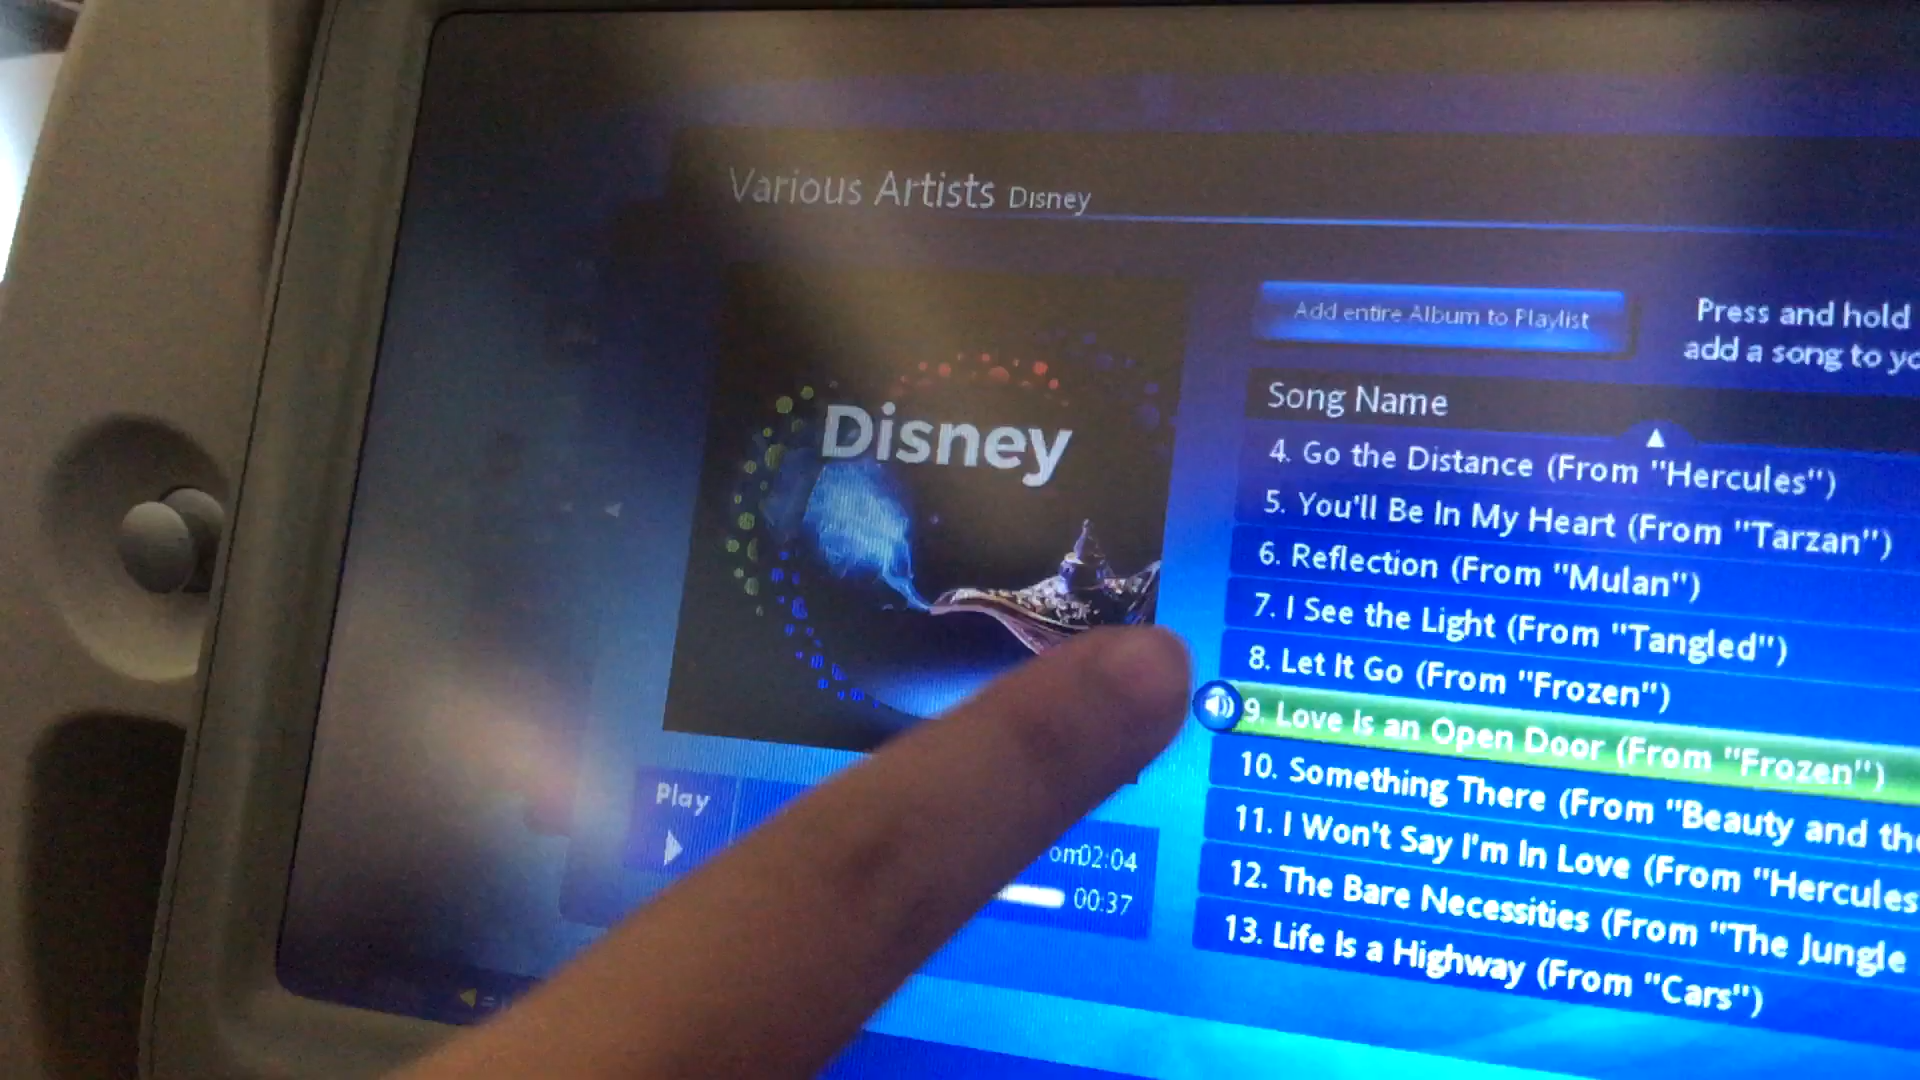 Various Artists Disney
Add entire Album to Playlist
Press and hold
add a song to yo
Disney
Song Name
4. Go the Distance (From "Hercules")
5. You'll Be In My Heart (From "Tarzan")
6. Reflection (From "Mulan")
7. I See the Light (From "Tangled")
8. Let It Go (From "Frozen")
9. Love Is an Open Door (From "Frozen")
10. Something There (From "Beauty and the
11. I Won't Say I'm In Love (From "Hercules
12. The Bare Necessities (From "The Jungle
13. Life Is a Highway (From "Cars")
Play
om02:04
00:37